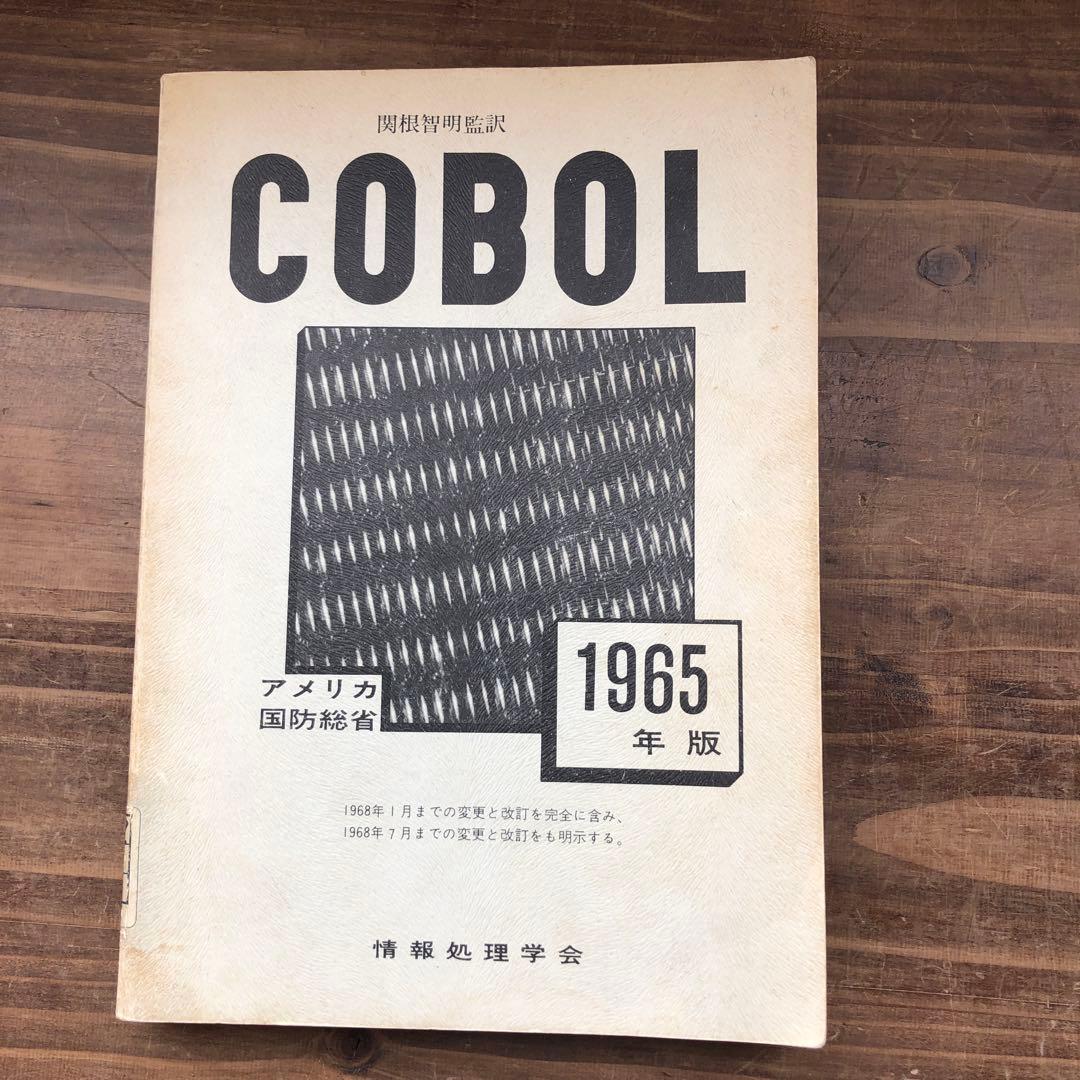 関根智明監訳
COBOL
アメリカ
国防総省
1965
年版
1968年1月までの変更と改訂を完全に含み、
1968年7月までの変更と改訂をも明示する。
情報処理学会